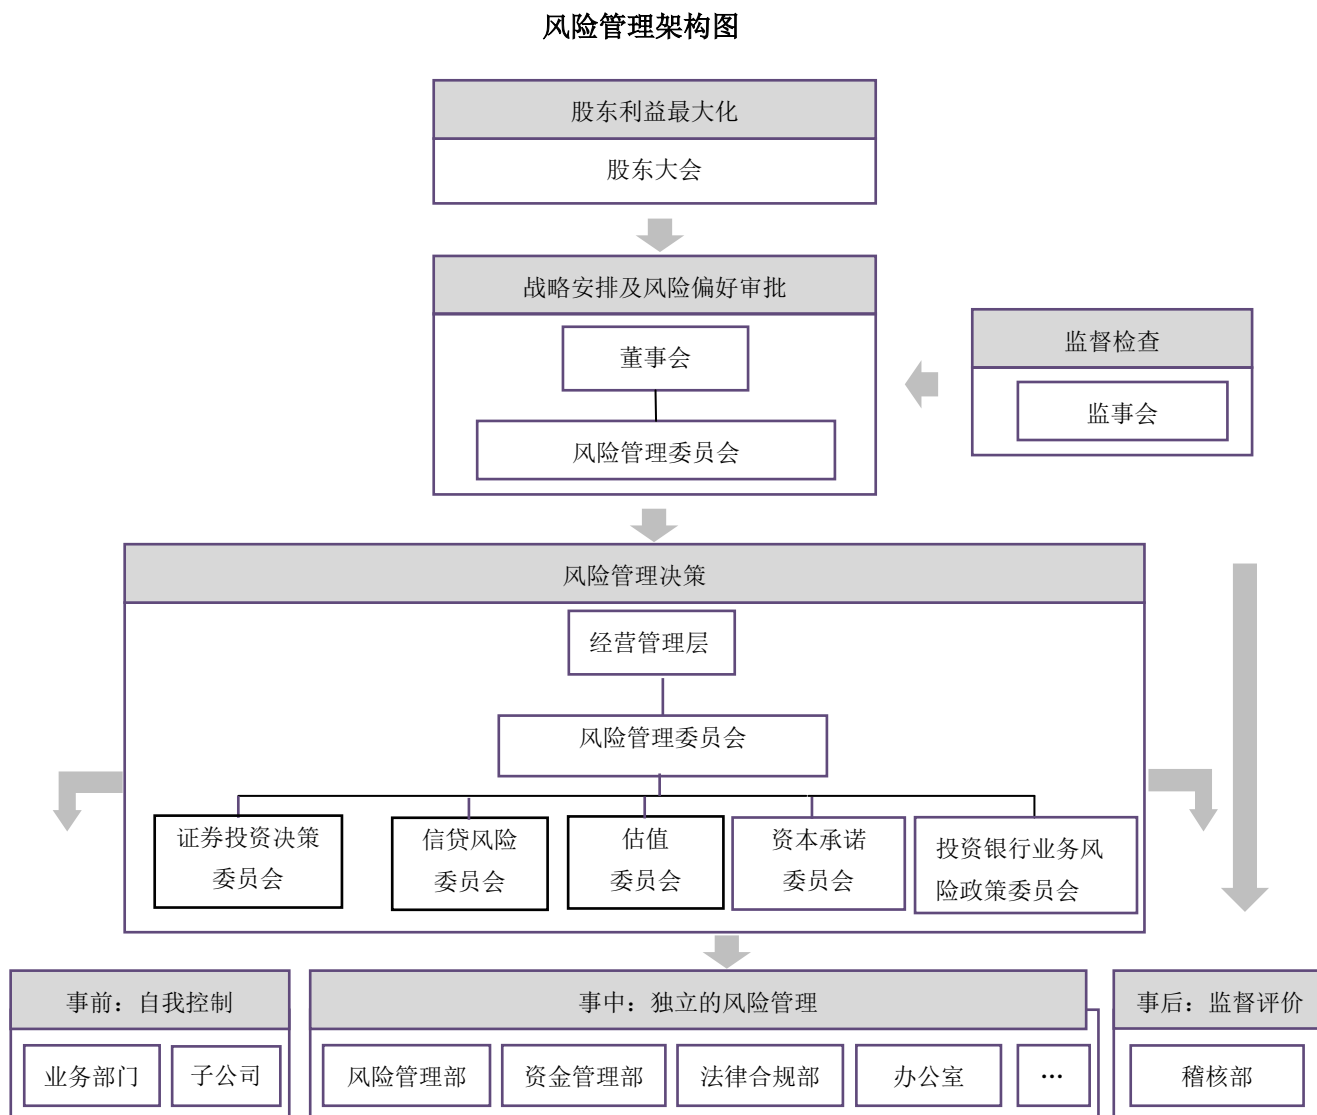 风险管理架构图
股东利益最大化
股东大会
战略安排及风险偏好审批
董事会
风险管理委员会
监督检查
监事会
风险管理决策
经营管理层
风险管理委员会
证券投资决策
委员会
信贷风险
委员会
估值
委员会
资本承诺
委员会
投资银行业务风
险政策委员会
事前：自我控制
业务部门
子公司
事中：独立的风险管理
风险管理部
资金管理部
法律合规部
办公室
…
事后：监督评价
稽核部